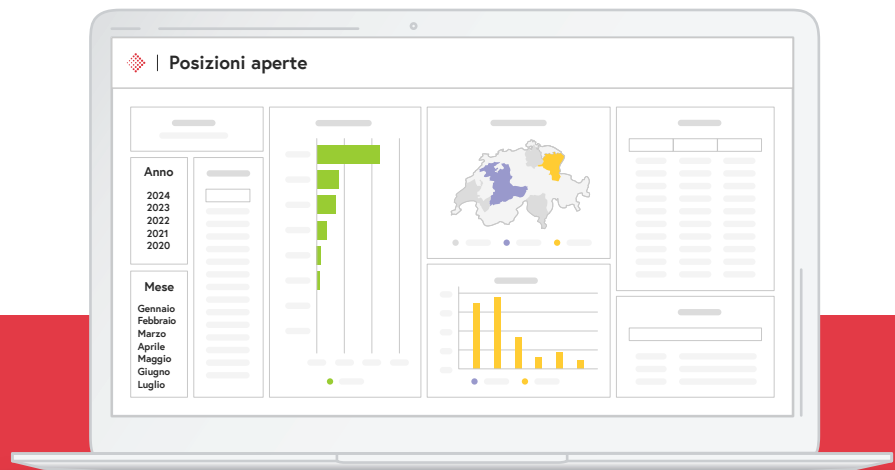 Posizioni aperte
Anno
2024
2023
2022
2021
2020
Mese
Gennaio
Febbraio
Marzo
Aprile
Maggio
Giugno
Luglio